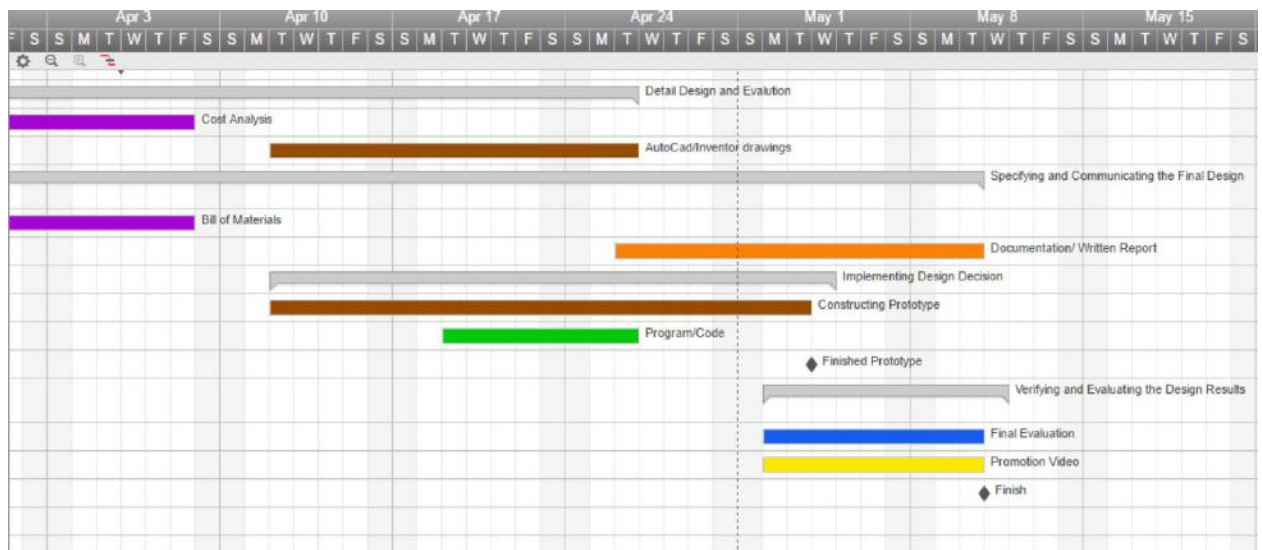 Apr 3 Apr 10 Apr 17 Apr 24 May 1 May 8 May 15
F S S M T W T F S S M T W T F S S M T W T F S S M T W T F S S M T W T F S S M T W T F S S M T W T F S
Detail Design and Evalution
Cost Analysis
AutoCad/Inventor drawings
Specifying and Communicating the Final Design
Bill of Materials
Documentation/ Written Report
Implementing Design Decision
Constructing Prototype
Program/Code
Finished Prototype
Verifying and Evaluating the Design Results
Final Evaluation
Promotion Video
Finish